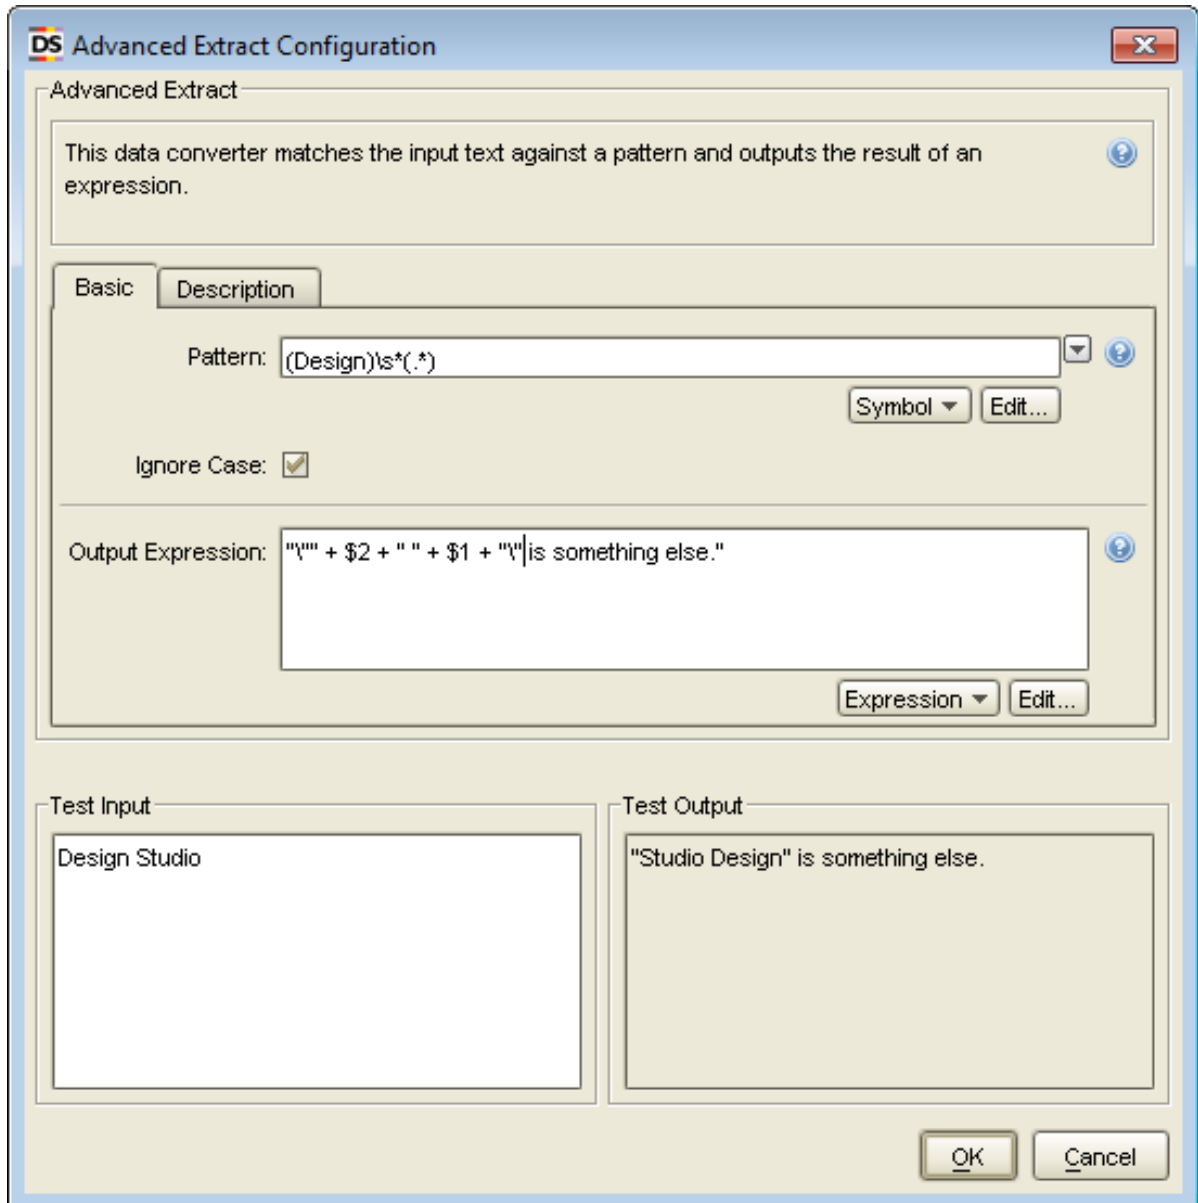 DS Advanced Extract Configuration
Advanced Extract
This data converter matches the input text against a pattern and outputs the result of an
expression.
Basic Description
Pattern: (Design)\s*(.*)
Symbol Edit...
Ignore Case:
Output Expression: "\"" + $2 + " " + $1 + "\" is something else."
Expression Edit...
Test Input Test Output
Design Studio "Studio Design" is something else.
OK Cancel